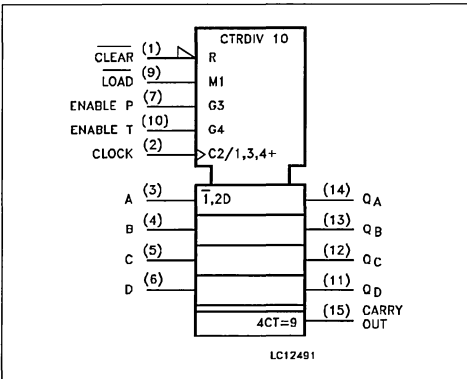 CTRDIV 10
CLEAR (1) R
LOAD (9) M1
ENABLE P (7) G3
ENABLE T (10) G4
CLOCK (2) C2/1,3,4+
A (3) 1,2D (14) QA
B (4) (13) QB
C (5) (12) QC
D (6) (11) QD
4CT=9 (15) CARRY OUT
LC12491